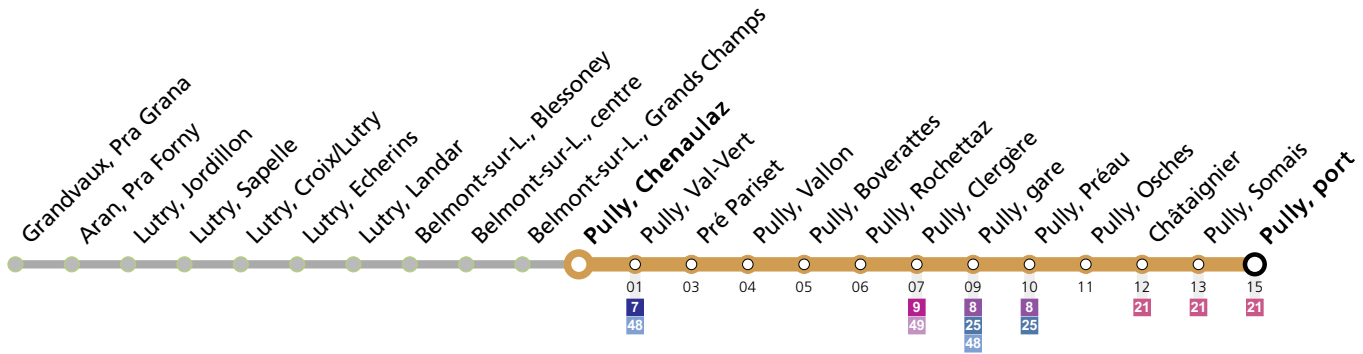 Grandvaux, Pra Grana
Aran, Pra Forny
Lutry, Jordillon
Lutry, Sapelle
Lutry, Croix/Lutry
Lutry, Echerins
Lutry, Landar
Belmont-sur-L., Blessoney
Belmont-sur-L., centre
Belmont-sur-L., Grands Champs
Pully, Chenaulaz
Pully, Val-Vert
Pré Pariset
Pully, Vallon
Pully, Boverattes
Pully, Rochettaz
Pully, Clergère
Pully, gare
Pully, Préau
Pully, Osches
Châtaignier
Pully, Somais
Pully, port
01 03 04 05 06 07 09 10 11 12 13 15
7 9 8 8 21 21 21
48 49 25 25
48